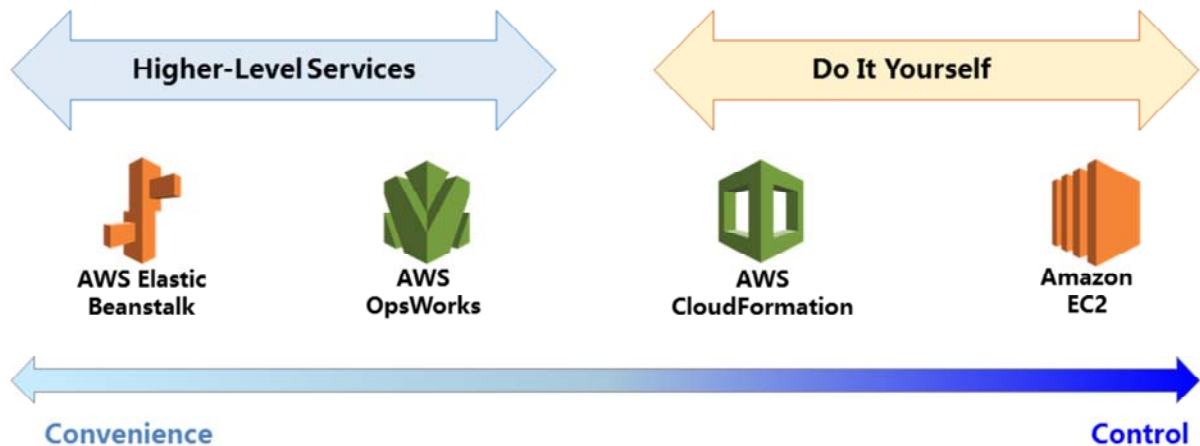 Higher-Level Services
Do It Yourself
AWS Elastic
Beanstalk
AWS
OpsWorks
AWS
CloudFormation
Amazon
EC2
Convenience
Control